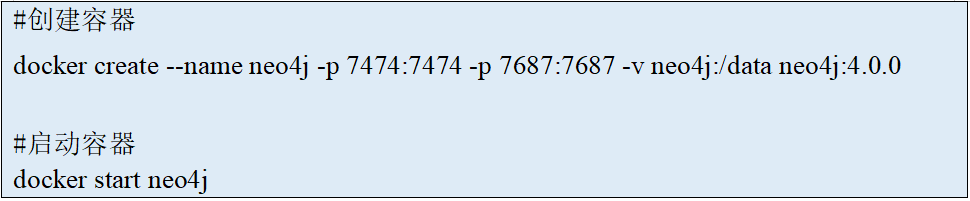 #创建容器
docker create --name neo4j -p 7474:7474 -p 7687:7687 -v neo4j:/data neo4j:4.0.0
#启动容器
docker start neo4j